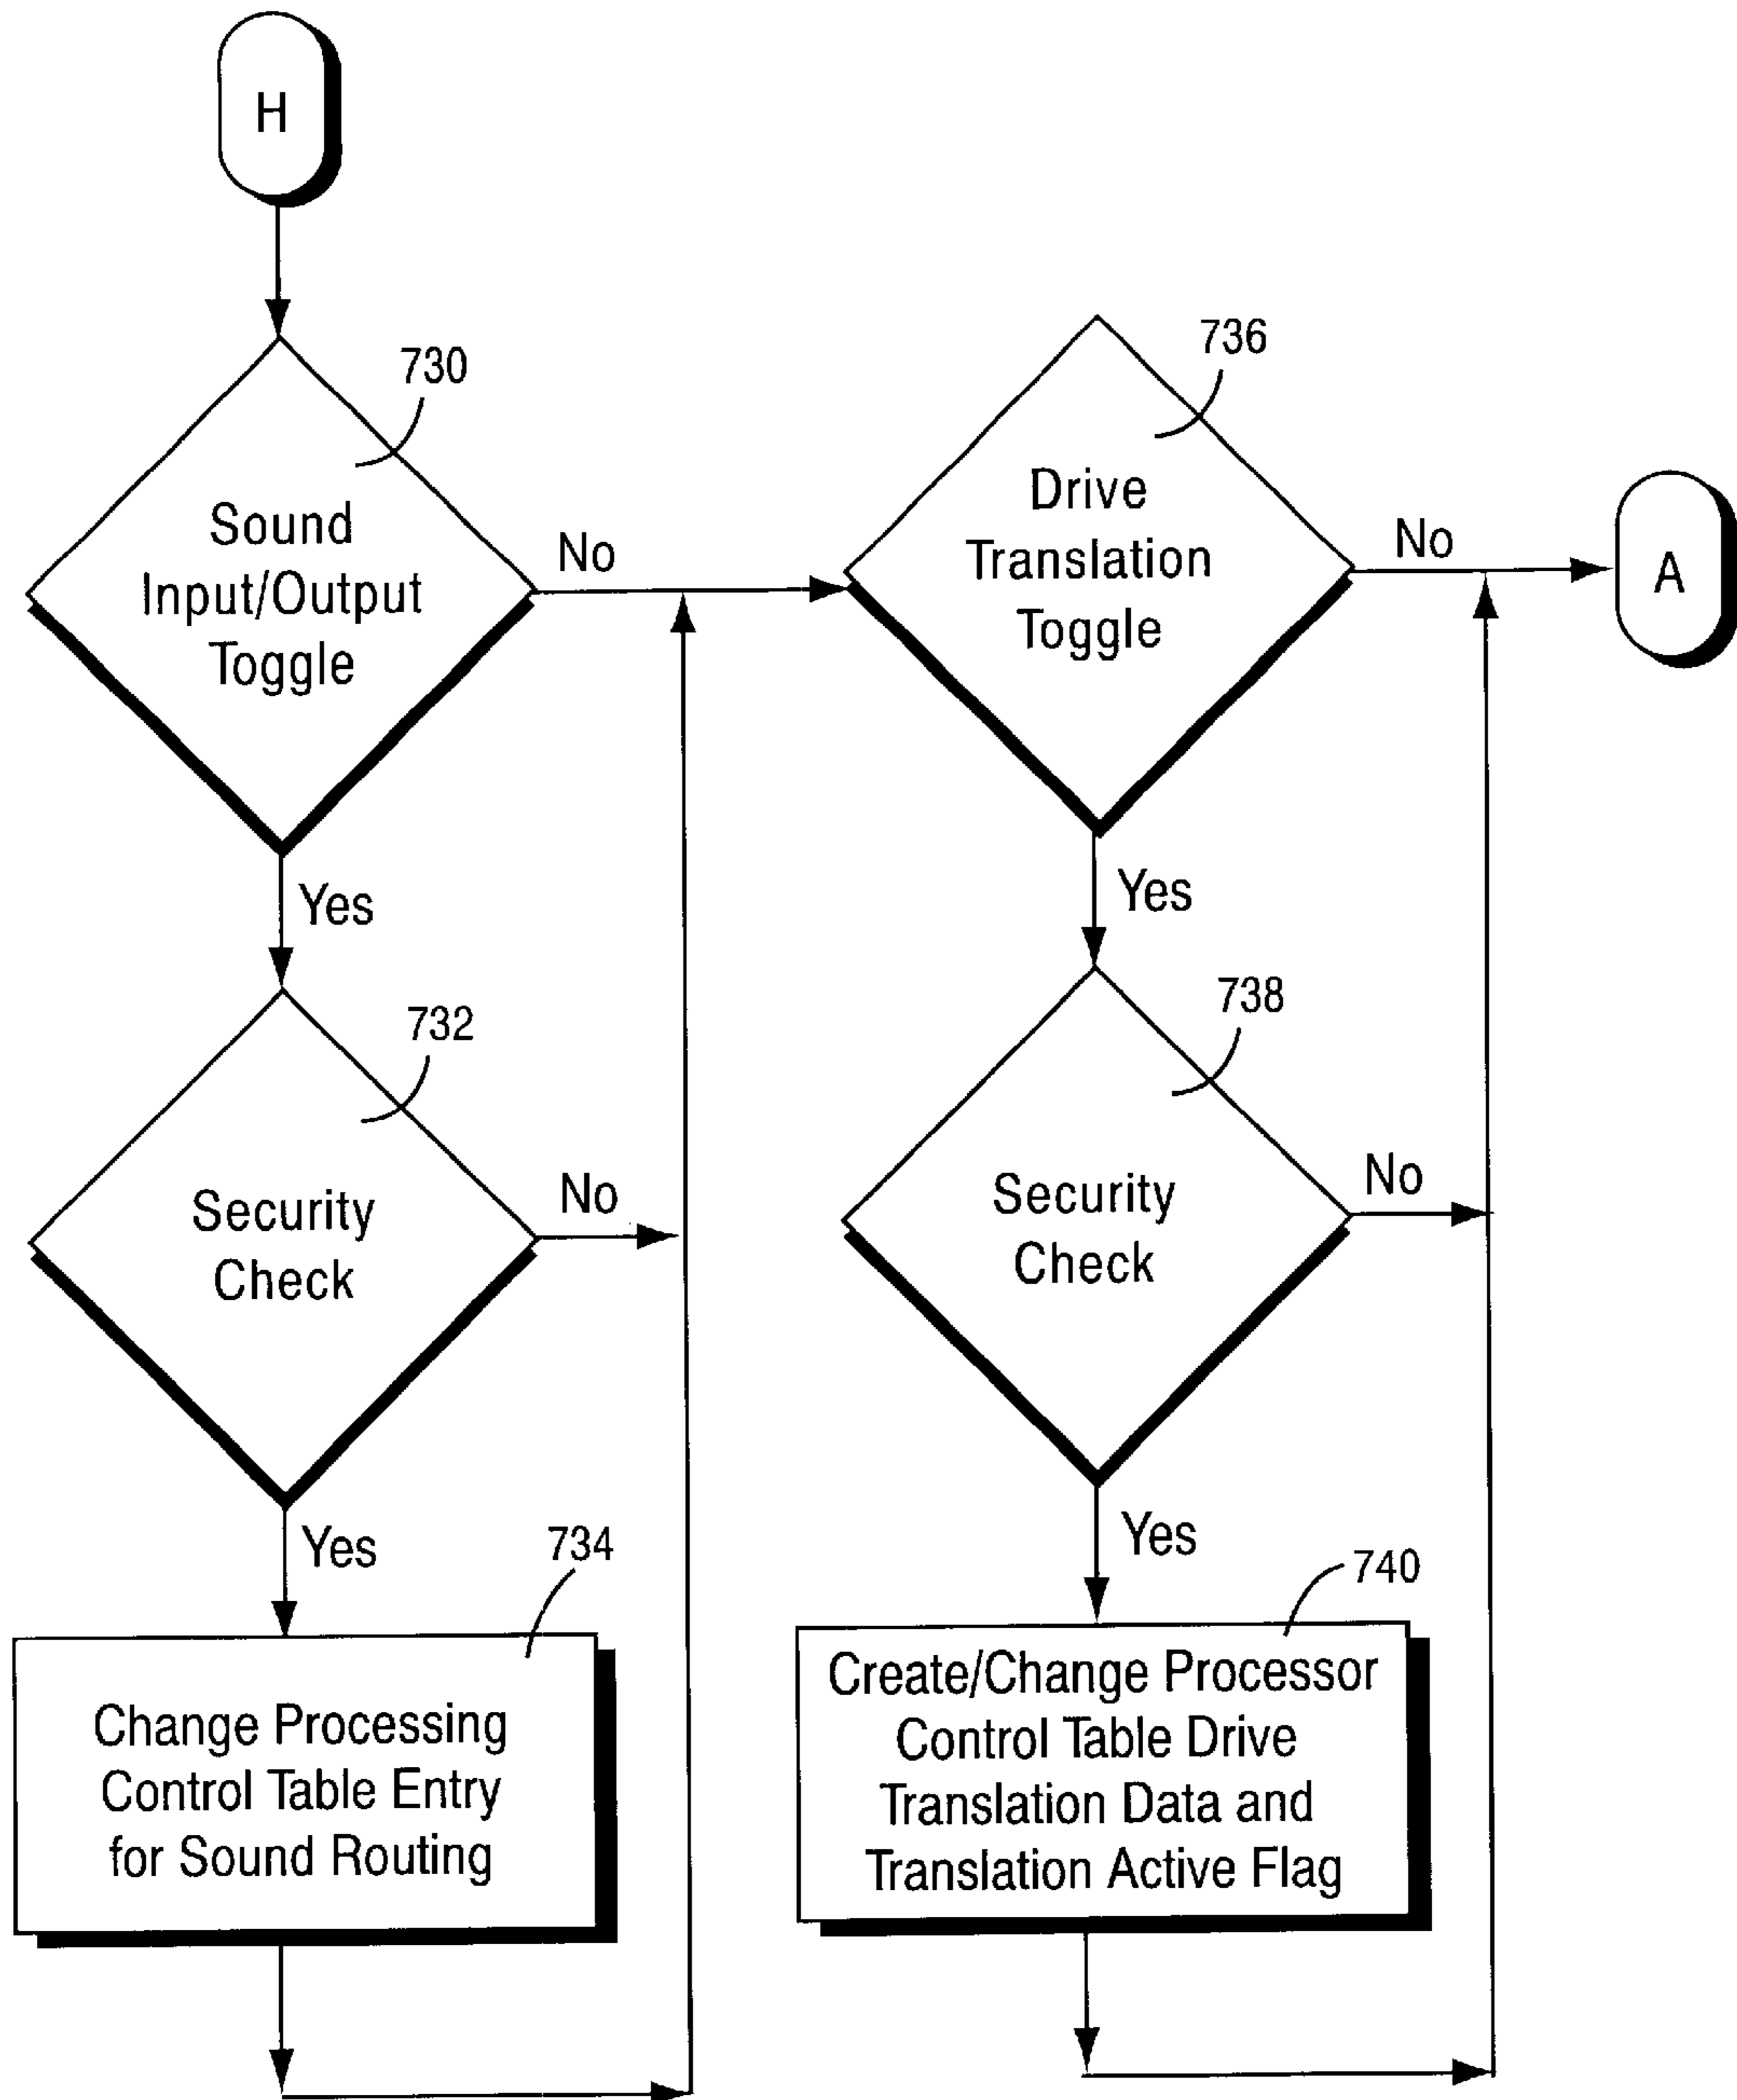 H
730
Sound
Input/Output
Toggle
No
Yes
732
Security
Check
No
Yes
734
Change Processing
Control Table Entry
for Sound Routing
736
Drive
Translation
Toggle
No
A
Yes
738
Security
Check
No
Yes
740
Create/Change Processor
Control Table Drive
Translation Data and
Translation Active Flag